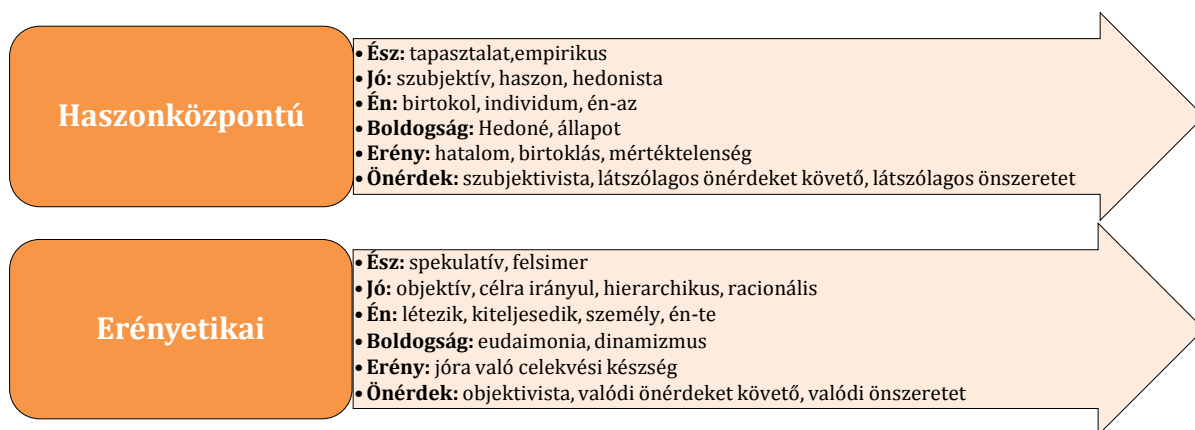 Haszonközpontú
• Ész: tapasztalat,empirikus
• Jó: szubjektív, haszon, hedonista
• Én: birtokol, individum, én-az
• Boldogság: Hedoné, állapot
• Erény: hatalom, birtoklás, mértéktelenség
• Önérdek: szubjektivista, látszólagos önérdeket követő, látszólagos önszeretet
Erényetikai
• Ész: spekulatív, felsimer
• Jó: objektív, célra irányul, hierarchikus, racionális
• Én: létezik, kiteljesedik, személy, én-te
• Boldogság: eudaimonia, dinamizmus
• Erény: jóra való celekvési készség
• Önérdek: objektivista, valódi önérdeket követő, valódi önszeretet